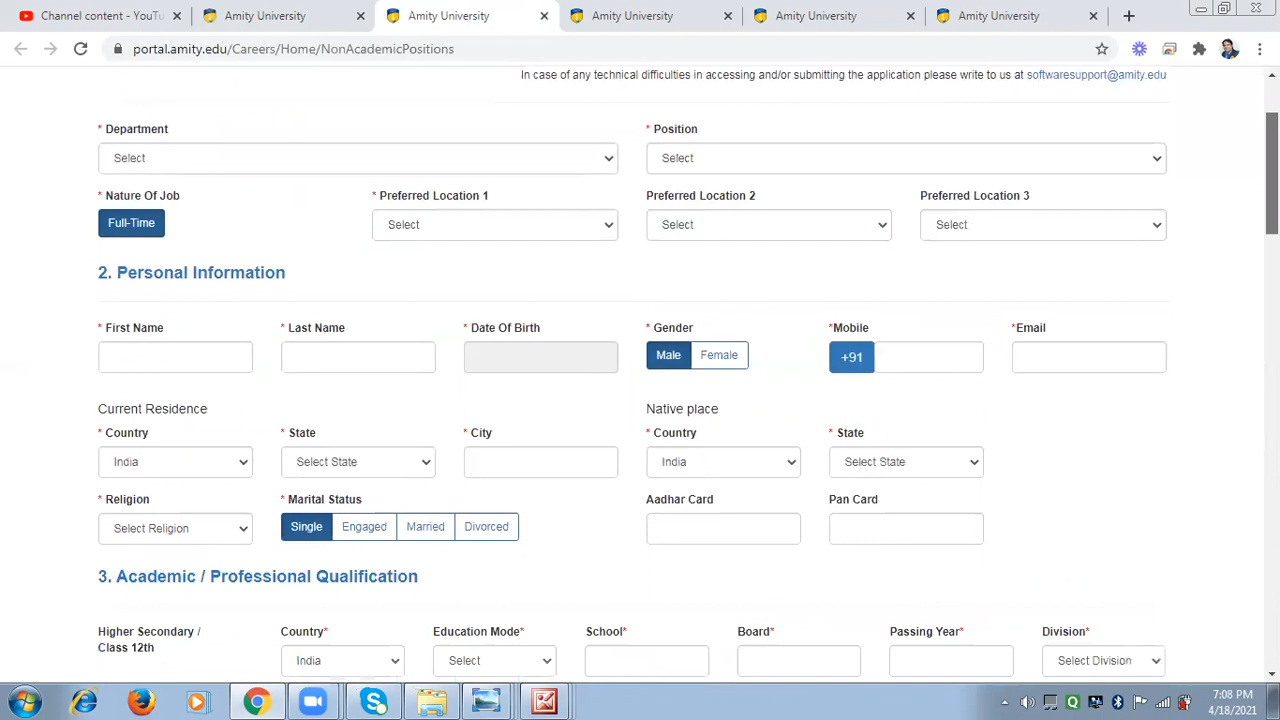 Channel content - YouTu
Amity University
Amity University
Amity University
Amity University
Amity University
portal.amity.edu/Careers/Home/NonAcademicPositions
In case of any technical difficulties in accessing and/or submitting the application please write to us at softwaresupport@amity.edu
* Department * Position
Select Select
* Nature Of Job * Preferred Location 1 Preferred Location 2 Preferred Location 3
Full-Time Select Select Select
2. Personal Information
* First Name * Last Name * Date Of Birth * Gender *Mobile *Email
Male Female +91
Current Residence Native place
* Country * State * City * Country * State
India Select State India Select State
* Religion * Marital Status Aadhar Card Pan Card
Select Religion Single Engaged Married Divorced
3. Academic / Professional Qualification
Higher Secondary / Country* Education Mode* School* Board* Passing Year* Division*
Class 12th
India Select Select Division
7:08 PM
4/18/2021